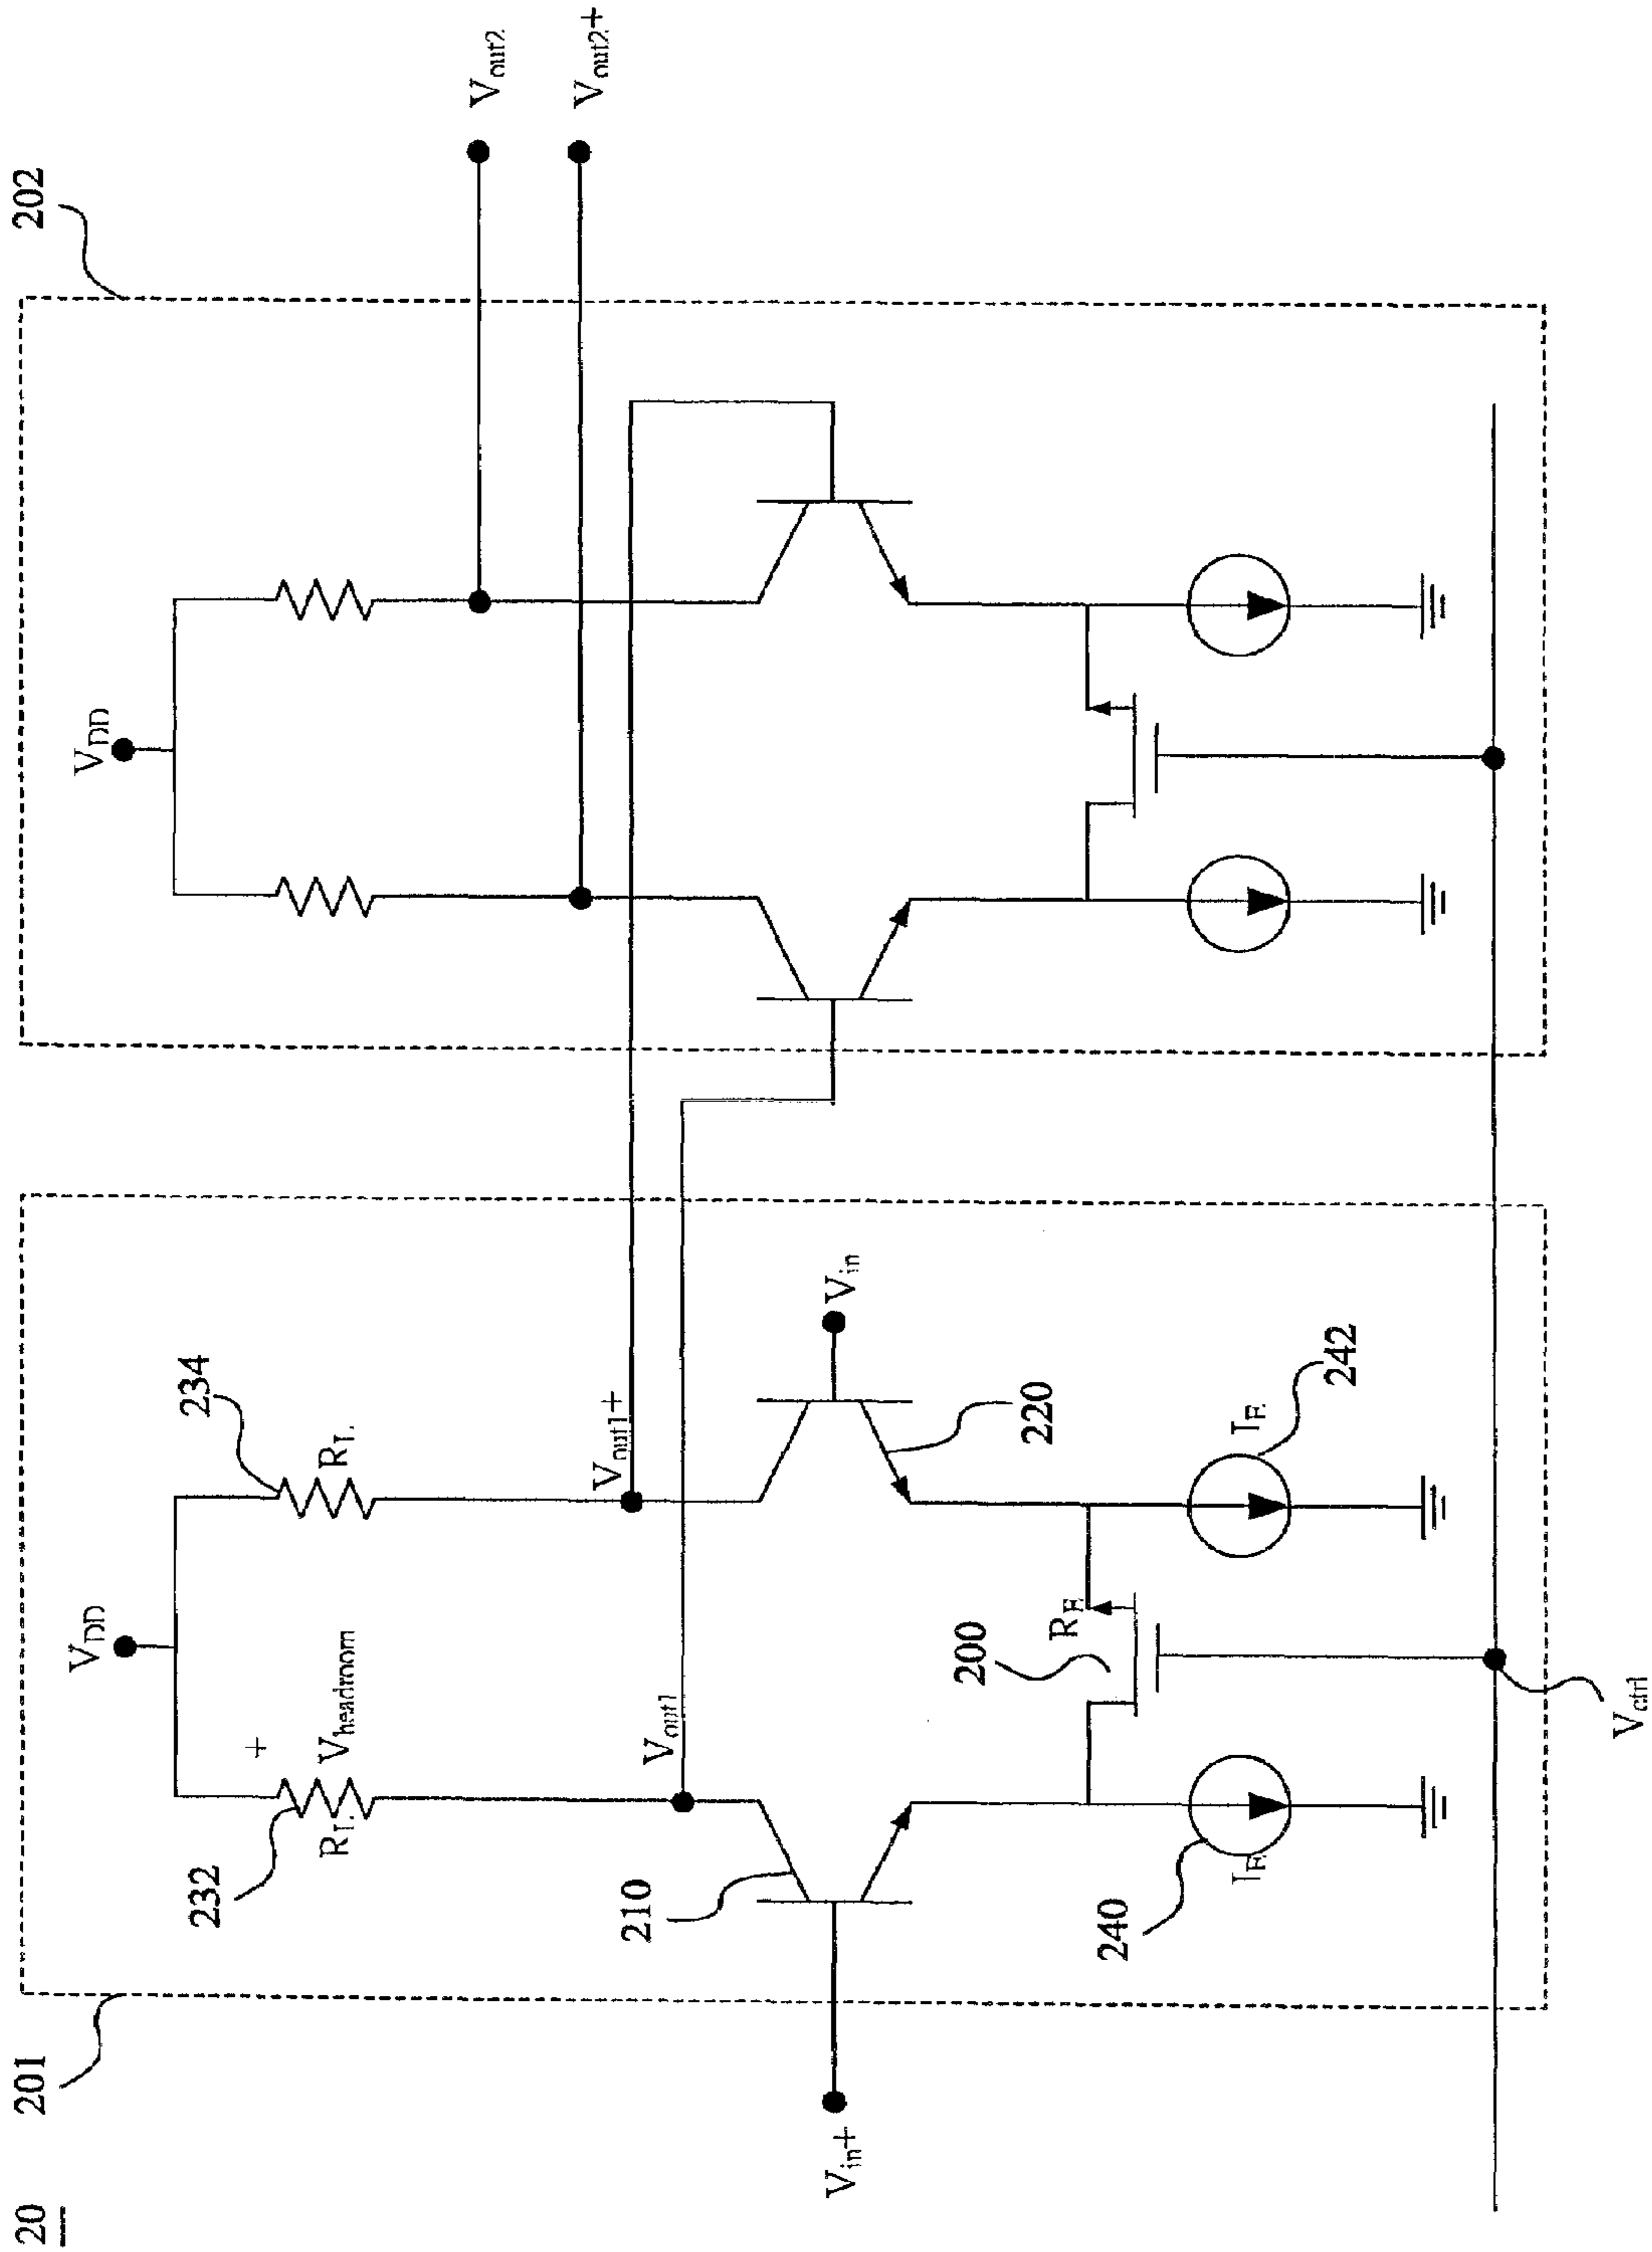 20
201
202
V_DD
V_DD
232
R_L
+
V_headroom
234
R_L
V_out2
V_out2+
V_out1
V_out1+
210
220
V_in+
V_in
200
R_E
240
I_E
242
I_E
V_ctrl